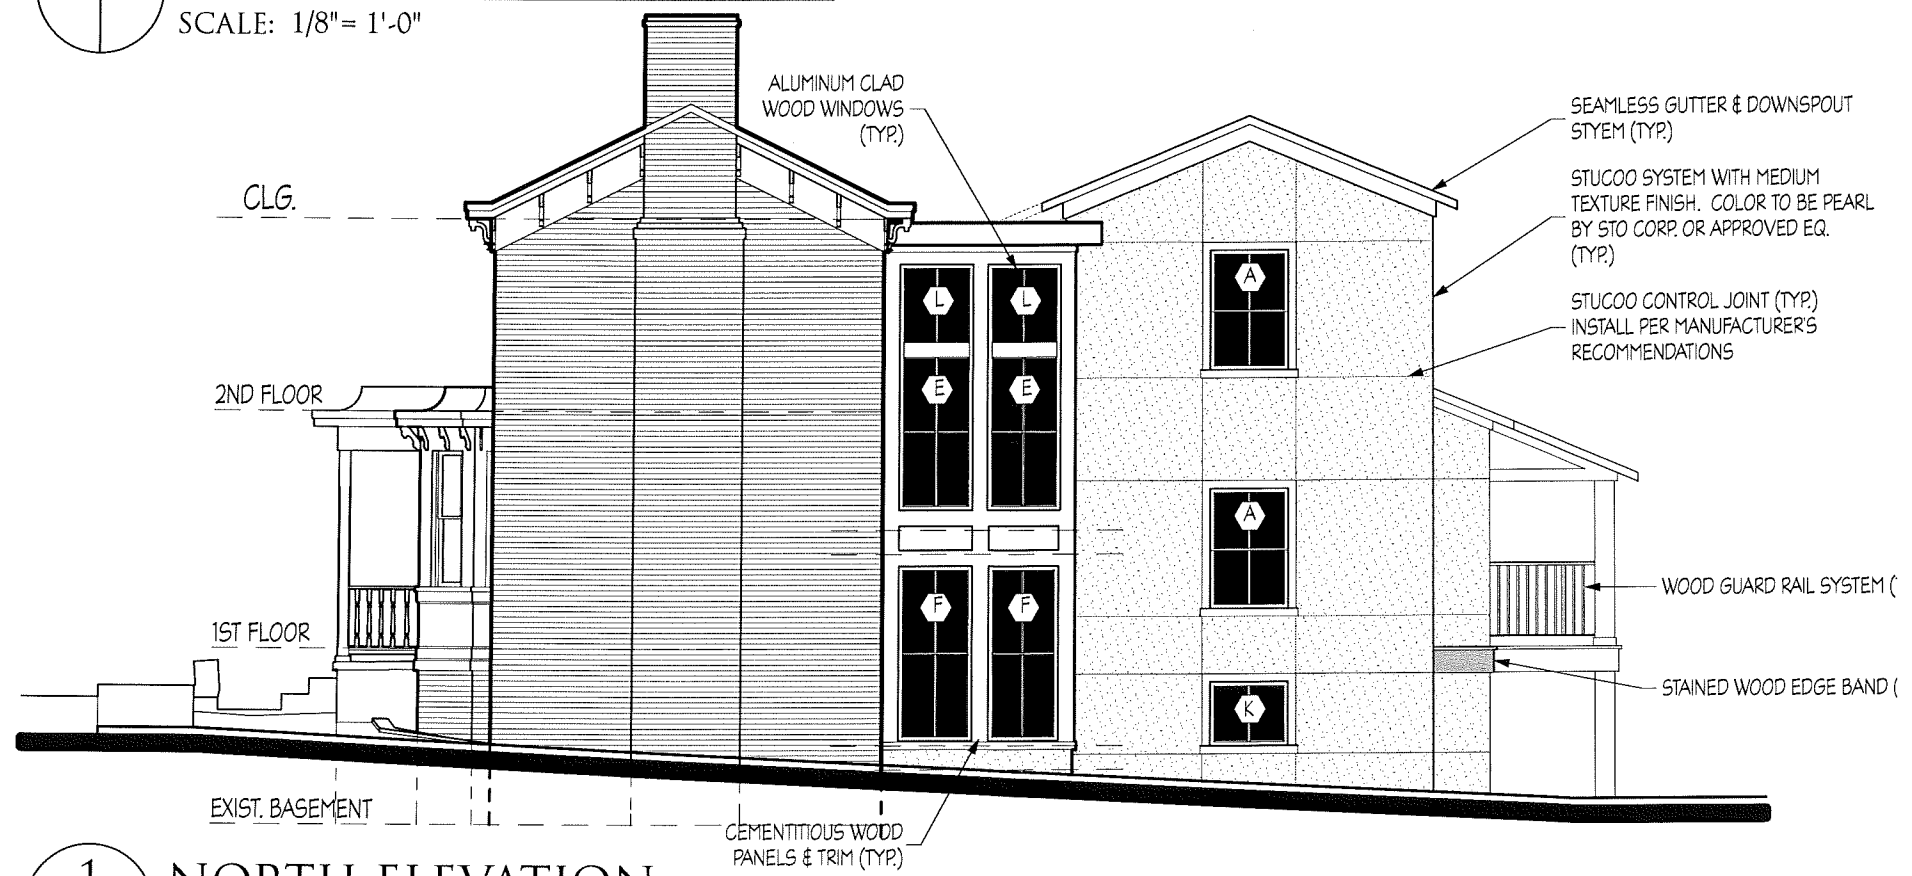 SCALE: 1/8"= 1'-0"
ALUMINUM CLAD
WOOD WINDOWS
(TYP.)
SEAMLESS GUTTER & DOWNSPOUT
STYEM (TYP.)
STUCOO SYSTEM WITH MEDIUM
TEXTURE FINISH. COLOR TO BE PEARL
BY STO CORP. OR APPROVED EQ.
(TYP.)
STUCOO CONTROL JOINT (TYP.)
INSTALL PER MANUFACTURER'S
RECOMMENDATIONS
CLG.
A
L L
2ND FLOOR
E E
A
WOOD GUARD RAIL SYSTEM (
F F
1ST FLOOR
STAINED WOOD EDGE BAND (
K
EXIST. BASEMENT
CEMENTITIOUS WOOD
PANELS & TRIM (TYP.)
1
NORTH ELEVATION